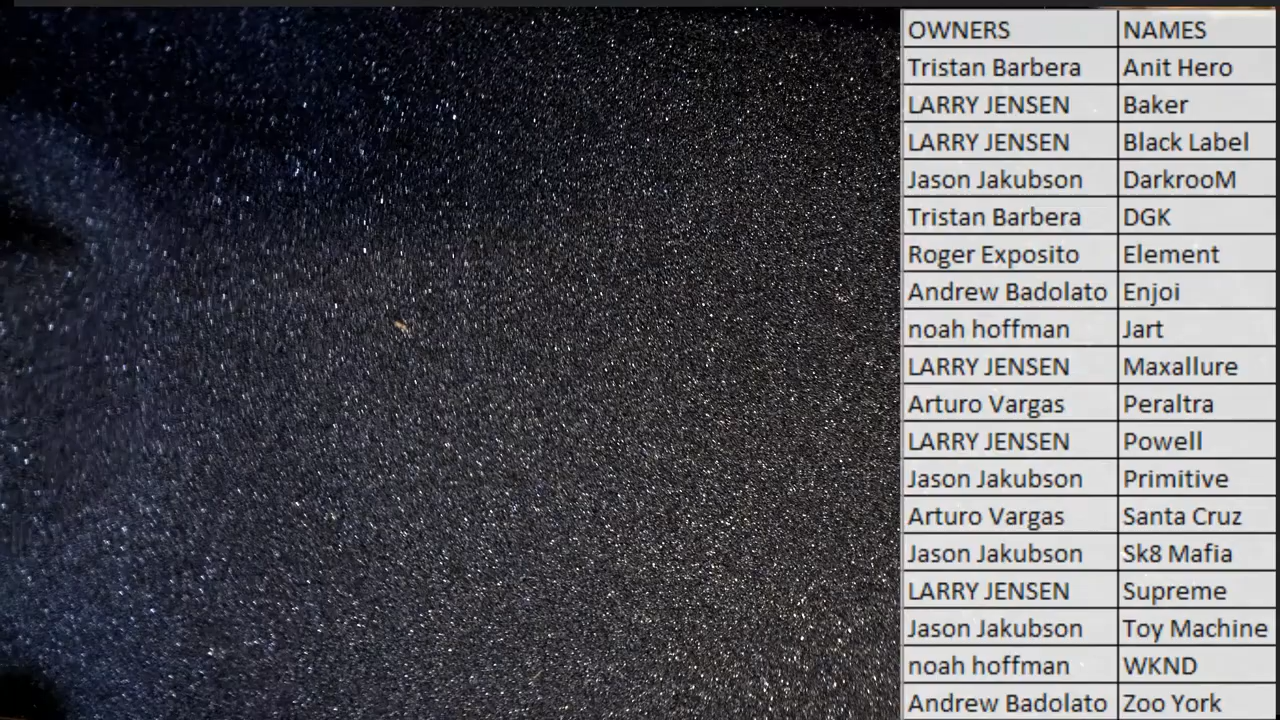 OWNERS NAMES
Tristan Barbera Anit Hero
LARRY JENSEN Baker
LARRY JENSEN Black Label
Jason Jakubson DarkrooM
Tristan Barbera DGK
Roger Exposito Element
Andrew Badolato Enjoi
noah hoffman Jart
LARRY JENSEN Maxallure
Arturo Vargas Peraltra
LARRY JENSEN Powell
Jason Jakubson Primitive
Arturo Vargas Santa Cruz
Jason Jakubson Sk8 Mafia
LARRY JENSEN Supreme
Jason Jakubson Toy Machine
noah hoffman WKND
Andrew Badolato Zoo York